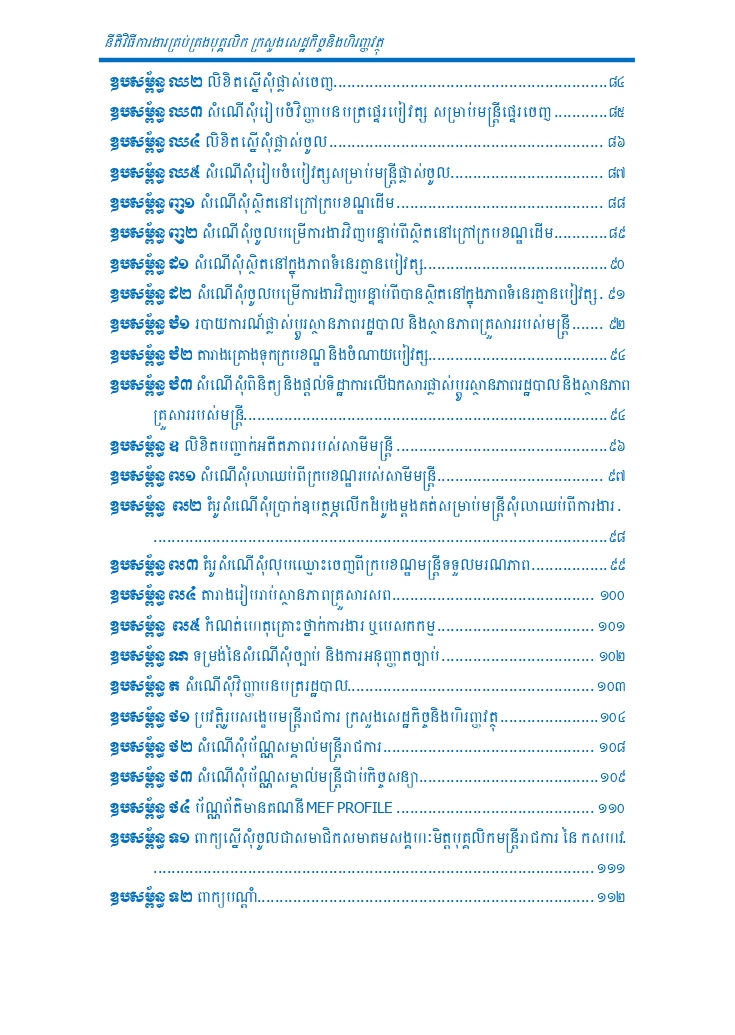 នីតិវិធីការងារគ្រប់គ្រងបុគ្គលិក ក្រសួងសេដ្ឋកិច្ចនិងហិរញ្ញវត្ថុ
ឧបសម្ព័ន្ធ ឈ២ លិខិតស្នើសុំផ្លាស់ចេញ..............................................................៨៤
ឧបសម្ព័ន្ធ ឈ៣ សំណើសុំរៀបចំវិញ្ញាបនបត្រផ្ទេរបៀវត្ស សម្រាប់មន្ត្រីផ្ទេរចេញ ............៨៥
ឧបសម្ព័ន្ធ ឈ៤ លិខិតស្នើសុំផ្លាស់ចូល ............................................................. ៨៦
ឧបសម្ព័ន្ធ ឈ៥ សំណើសុំរៀបចំបៀវត្សសម្រាប់មន្ត្រីផ្លាស់ចូល.................................. ៨៧
ឧបសម្ព័ន្ធ ញ១ សំណើសុំស្ថិតនៅក្រៅក្របខណ្ឌដើម.............................................. ៨៨
ឧបសម្ព័ន្ធ ញ២ សំណើសុំចូលបម្រើការងារវិញបន្ទាប់ពីស្ថិតនៅក្រៅក្របខណ្ឌដើម............៨៩
ឧបសម្ព័ន្ធ ដ១ សំណើសុំស្ថិតនៅក្នុងភាពទំនេរគ្មានបៀវត្ស.........................................៩០
ឧបសម្ព័ន្ធ ដ២ សំណើសុំចូលបម្រើការងារវិញបន្ទាប់ពីបានស្ថិតនៅក្នុងភាពទំនេរគ្មានបៀវត្ស . ៩១
ឧបសម្ព័ន្ធ ឋ១ របាយការណ៍ផ្លាស់ប្តូរស្ថានភាពរដ្ឋបាល និងស្ថានភាពគ្រួសាររបស់មន្ត្រី ....... ៩២
ឧបសម្ព័ន្ធ ឋ២ តារាងគ្រោងទុកក្របខណ្ឌ និងចំណាយបៀវត្ស........................................៩៤
ឧបសម្ព័ន្ធ ឋ៣ សំណើសុំពិនិត្យ និងផ្តល់ទិដ្ឋាការលើឯកសារផ្លាស់ប្តូរស្ថានភាពរដ្ឋបាល និងស្ថានភាព
គ្រួសាររបស់មន្ត្រី.................................................................................៩៤
ឧបសម្ព័ន្ធ ឌ លិខិតបញ្ជាក់អតីតភាពរបស់សាមីមន្ត្រី ..............................................៩៦
ឧបសម្ព័ន្ធ ឍ១ សំណើសុំលាឈប់ពីក្របខណ្ឌរបស់សាមីមន្ត្រី..................................... ៩៧
ឧបសម្ព័ន្ធ ឍ២ គំរូសំណើសុំប្រាក់ឧបត្ថម្ភលើកដំបូងម្តងគត់សម្រាប់មន្ត្រីសុំលាឈប់ពីការងារ .
.....................................................................................................៩៨
ឧបសម្ព័ន្ធ ឍ៣ គំរូសំណើសុំលុបឈ្មោះចេញពីក្របខណ្ឌមន្ត្រីទទួលមរណភាព................. ៩៩
ឧបសម្ព័ន្ធ ឍ៤ តារាងរៀបរាប់ស្ថានភាពគ្រួសារសព............................................. ១០០
ឧបសម្ព័ន្ធ ឍ៥ កំណត់ហេតុគ្រោះថ្នាក់ការងារ ឬបេសកកម្ម ................................... ១០១
ឧបសម្ព័ន្ធ ណ ទម្រង់នៃសំណើសុំច្បាប់ និងការអនុញ្ញាតច្បាប់.................................. ១០២
ឧបសម្ព័ន្ធ ត សំណើសុំវិញ្ញាបនបត្ររដ្ឋបាល....................................................... ១០៣
ឧបសម្ព័ន្ធ ថ១ ប្រវត្តិរូបសង្ខេបមន្ត្រីរាជការ ក្រសួងសេដ្ឋកិច្ចនិងហិរញ្ញវត្ថុ......................១០៤
ឧបសម្ព័ន្ធ ថ២ សំណើសុំប័ណ្ណសម្គាល់មន្ត្រីរាជការ............................................... ១០៨
ឧបសម្ព័ន្ធ ថ៣ សំណើសុំប័ណ្ណសម្គាល់មន្ត្រីជាប់កិច្ចសន្យា........................................១០៩
ឧបសម្ព័ន្ធ ថ៤ ប័ណ្ណព័ត៌មានគណនី MEF PROFILE ............................................ ១១០
ឧបសម្ព័ន្ធ ទ១ ពាក្យស្នើសុំចូលជាសមាជិកសមាគមសង្គហៈមិត្តបុគ្គលិកមន្ត្រីរាជការ នៃ កសហវ.
.................................................................................................. ១១១
ឧបសម្ព័ន្ធ ទ២ ពាក្យបណ្តាំ........................................................................... ១១២